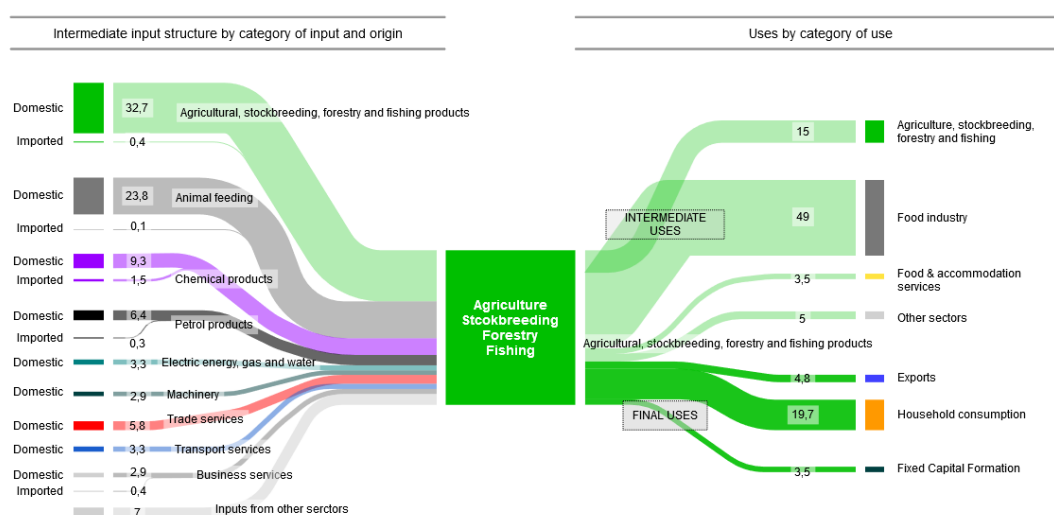 Intermediate input structure by category of input and origin
Uses by category of use
Domestic 32,7 Agricultural, stockbreeding, forestry and fishing products
Imported 0,4
Domestic 23,8 Animal feeding
Imported 0,1
Domestic 9,3
Imported 1,5 Chemical products
Domestic 6,4 Petrol products
Imported 0,3
Domestic 3,3 Electric energy, gas and water
Domestic 2,9 Machinery
Domestic 5,8 Trade services
Domestic 3,3 Transport services
Domestic 2,9 Business services
Imported 0,4
7 Inputs from other serctors
Agriculture
Stcokbreeding
Forestry
Fishing
INTERMEDIATE
USES
Agricultural, stockbreeding, forestry and fishing products
FINAL USES
15 Agriculture, stockbreeding,
forestry and fishing
49 Food industry
3,5 Food & accommodation
services
5 Other sectors
4,8 Exports
19,7 Household consumption
3,5 Fixed Capital Formation